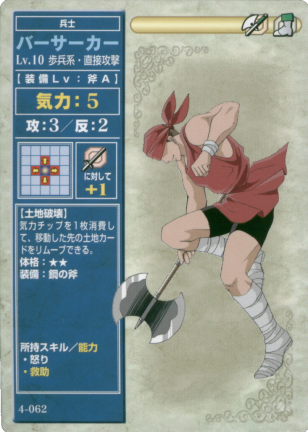 兵士
バーサーカー
Lv.10 歩兵系・直接攻撃
【装備Lv：斧A】
気力：5
攻：3／反：2
に対して
+1
【土地破壊】
気力チップを1枚消費し
て、移動した先の土地カー
ドをリムーブできる。
体格：★★
装備：鋼の斧
所持スキル／能力
・怒り
・救助
4-062